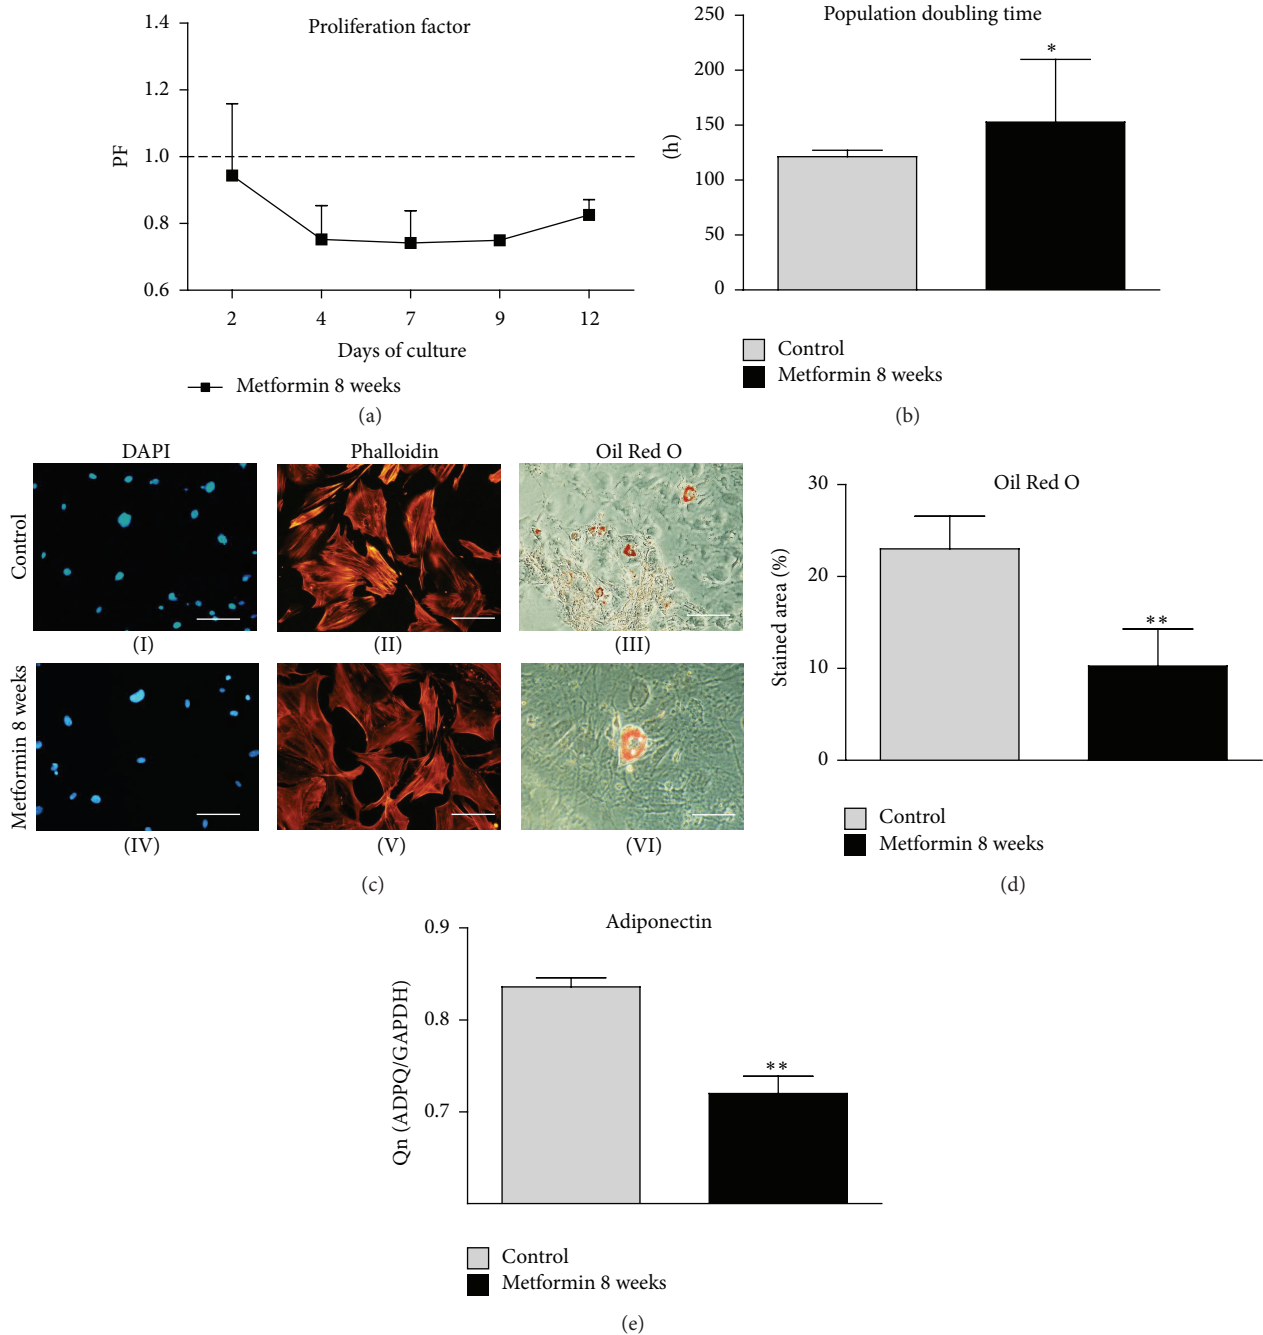 Proliferation factor
1.4
1.2
1.0
0.8
0.6
PF
2 4 7 9 12
Days of culture
Metformin 8 weeks
(a)
Population doubling time
250
200
150
100
50
0
(h)
*
Control
Metformin 8 weeks
(b)
DAPI Phalloidin Oil Red O
Control
(I) (II) (III)
Metformin 8 weeks
(IV) (V) (VI)
(c)
Oil Red O
30
20
10
0
Stained area (%)
**
Control
Metformin 8 weeks
(d)
Adiponectin
0.9
0.8
0.7
Qn (ADPQ/GAPDH)
**
Control
Metformin 8 weeks
(e)